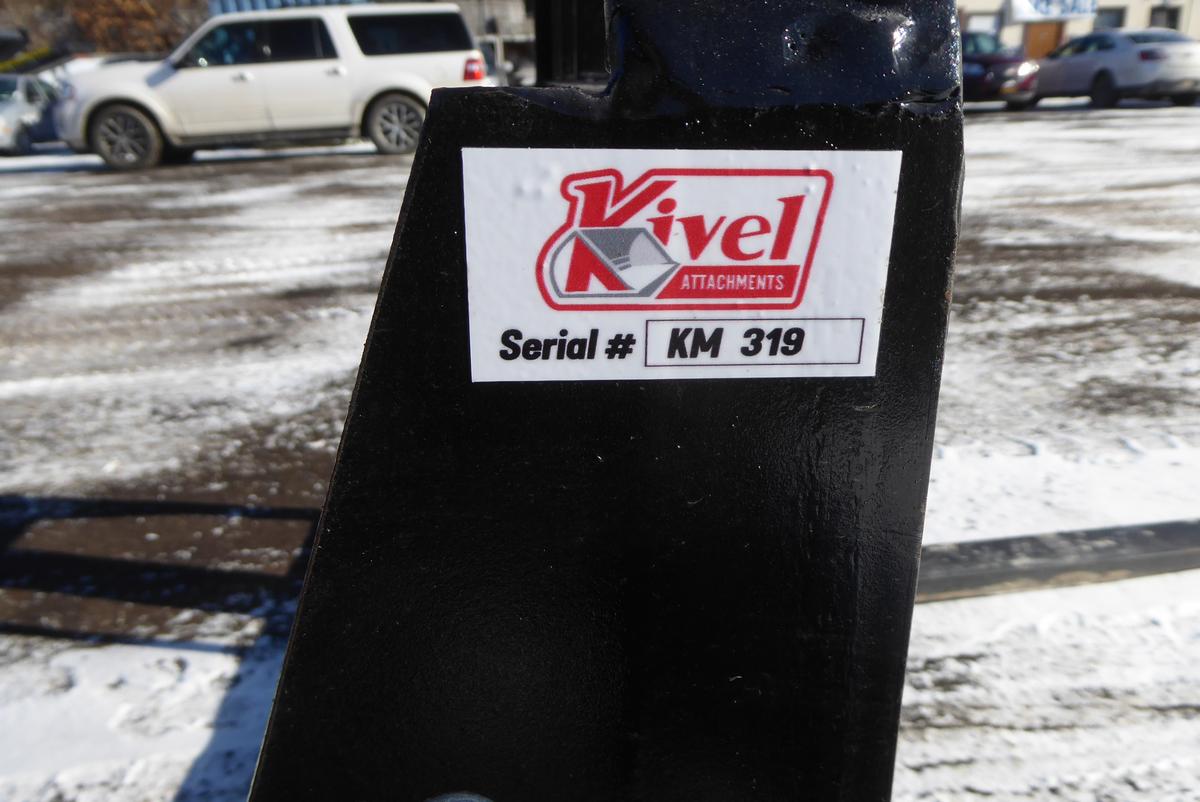 Kivel
ATTACHMENTS
Serial # KM 319